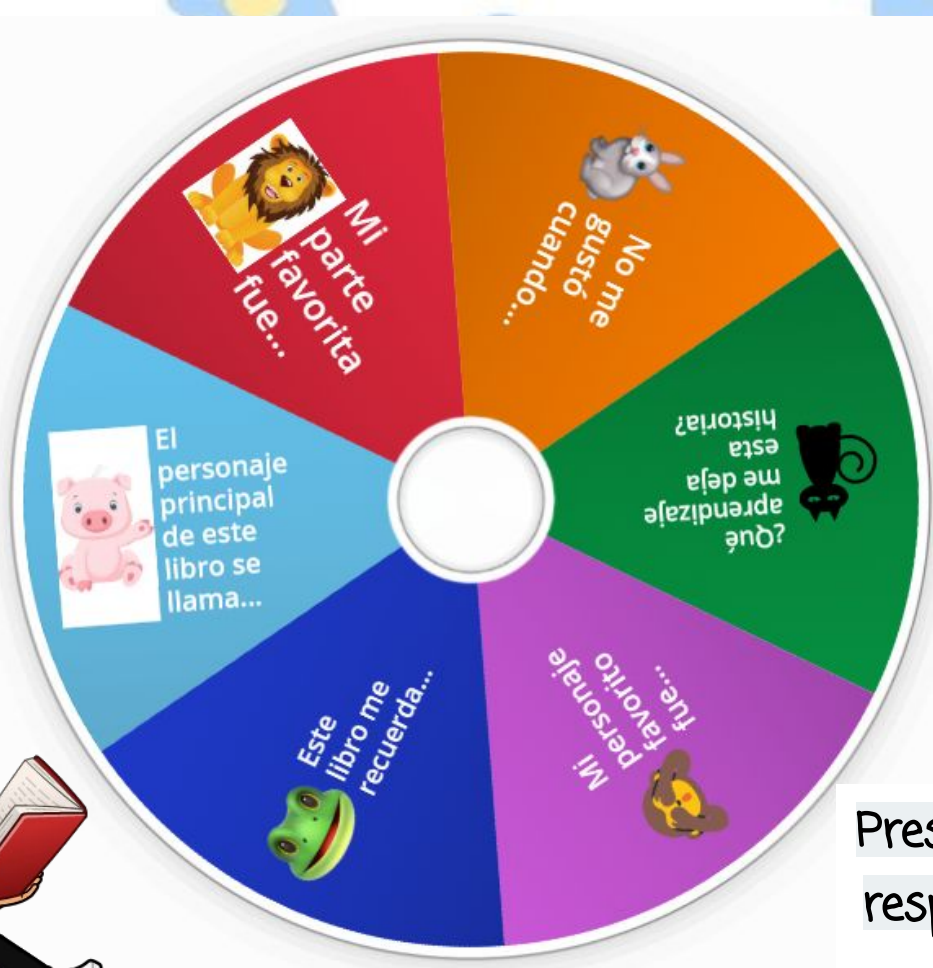 Mi
parte
favorita
fue...
No me
gustó
cuando...
¿Qué
aprendizaje
me deja
esta
historia?
Mi
personaje
favorito
fue...
Este
libro me
recuerda...
El
personaje
principal
de este
libro se
llama...
Pres
resp